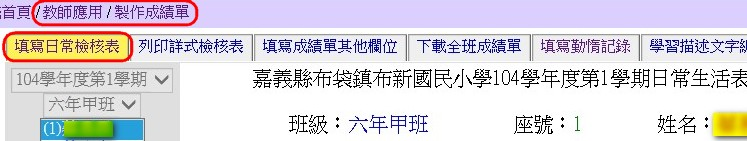 首頁/教師應用/製作成績單
填寫日常檢核表 列印詳式檢核表 填寫成績單其他欄位 下載全班成績單 填寫勤惰記錄 學習描述文字
104學年度第1學期
嘉義縣布袋鎮布新國民小學104學年度第1學期日常生活表
六年甲班
(1)
班級：六年甲班 座號：1 姓名：